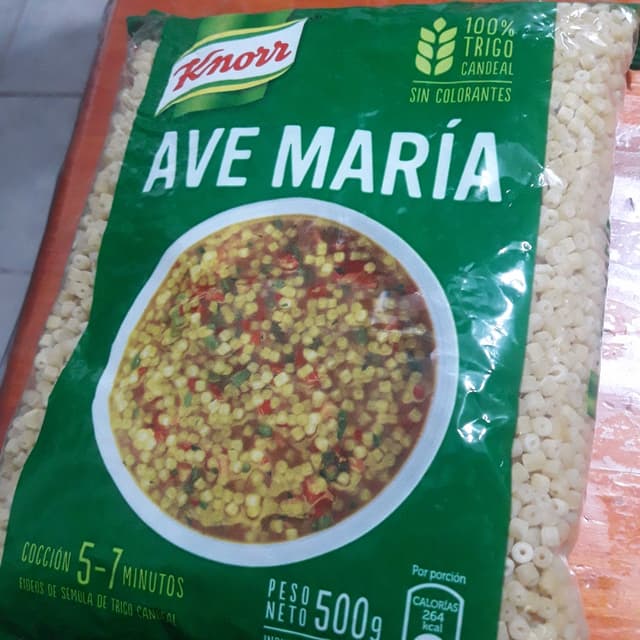 Knorr
100%
TRIGO
CANDEAL
SIN COLORANTES
AVE MARÍA
COCCIÓN 5-7 MINUTOS
FIDEOS DE SEMOLA DE TRIGO CANDEAL
PESO
NETO 500g
Por porción
CALORÍAS
264
kcal